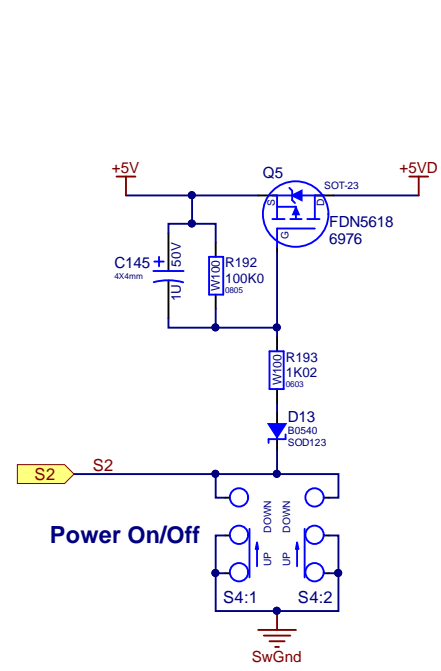 +5V
Q5
+5VD
SOT-23
S
D
G
FDN5618
6976
C145
+
50V
4X4mm
1U
W100
R192
100K0
0805
W100
R193
1K02
0603
D13
B0540
SOD123
S2
S2
Power On/Off
DOWN
DOWN
UP
UP
S4:1
S4:2
SwGnd